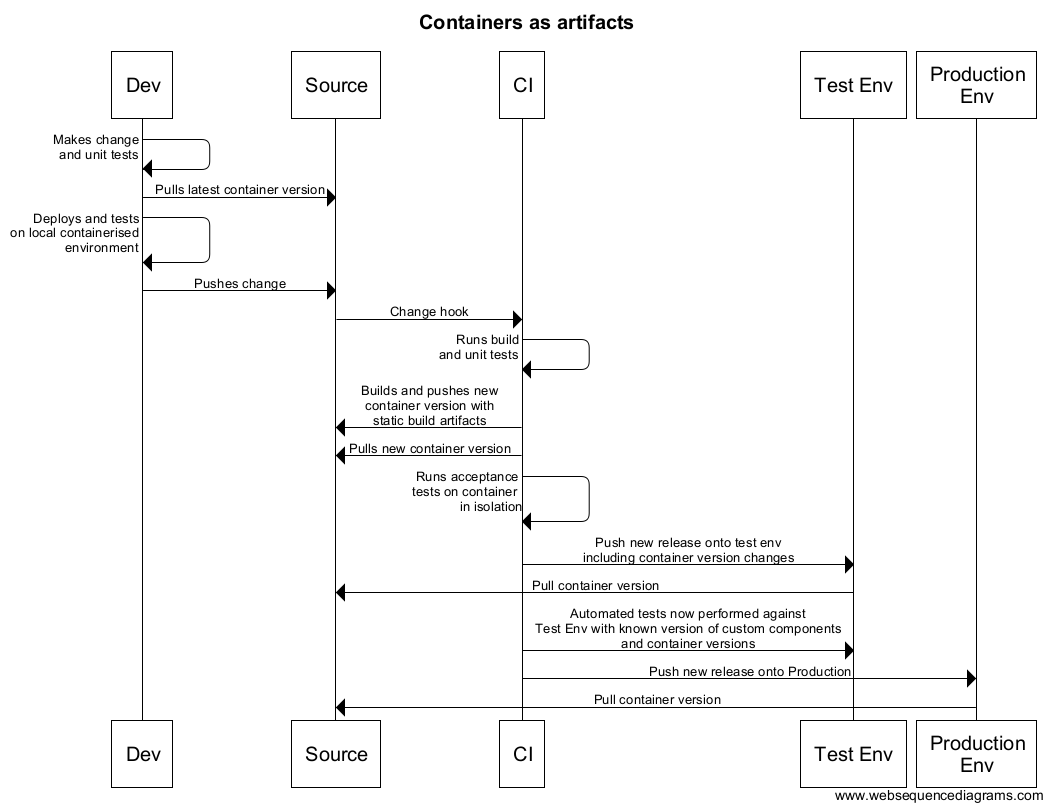 Containers as artifacts
Dev
Source
CI
Test Env
Production
Env
Makes change
and unit tests
Pulls latest container version
Deploys and tests
on local containerised
environment
Pushes change
Change hook
Runs build
and unit tests
Builds and pushes new
container version with
static build artifacts
Pulls new container version
Runs acceptance
tests on container
in isolation
Push new release onto test env
including container version changes
Pull container version
Automated tests now performed against
Test Env with known version of custom components
and container versions
Push new release onto Production
Pull container version
Dev
Source
CI
Test Env
Production
Env
www.websequencediagrams.com